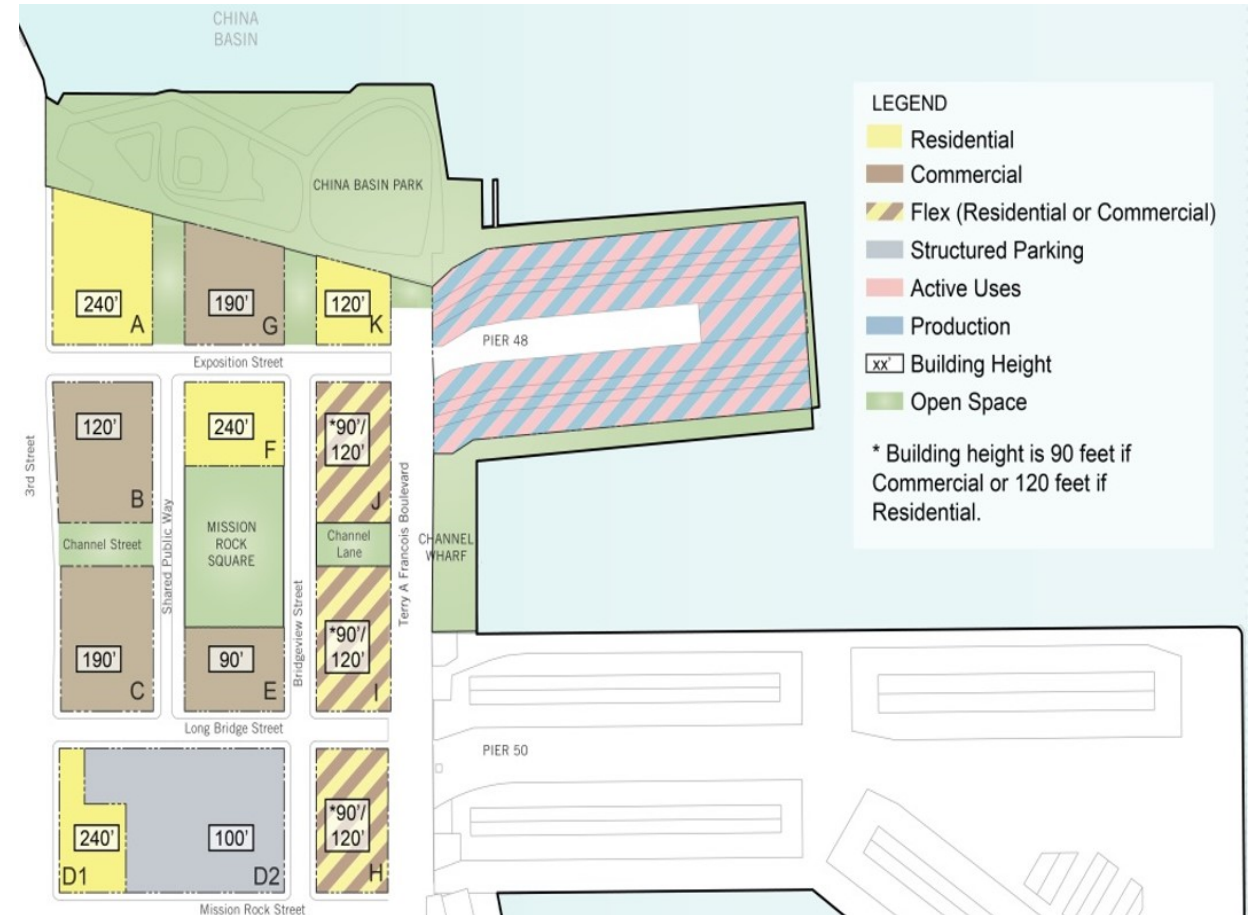 CHINA
BASIN
LEGEND
Residential
Commercial
Flex (Residential or Commercial)
Structured Parking
Active Uses
Production
xx' Building Height
Open Space
* Building height is 90 feet if
Commercial or 120 feet if
Residential.
CHINA BASIN PARK
240'
A
190'
G
120'
K
PIER 48
Exposition Street
3rd Street
120'
B
240'
F
*90'/
120'
J
Channel Street
Shared Public Way
MISSION
ROCK
SQUARE
Bridgeview Street
Channel
Lane
Terry A Francois Boulevard
CHANNEL
WHARF
190'
C
90'
E
*90'/
120'
I
Long Bridge Street
PIER 50
240'
D1
100'
D2
*90'/
120'
H
Mission Rock Street